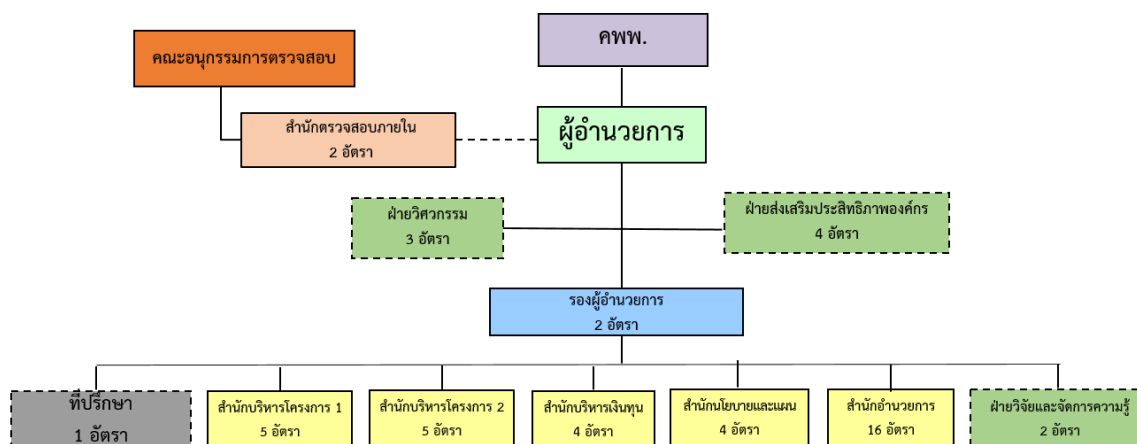 คพพ.
คณะอนุกรรมการตรวจสอบ
สำนักตรวจสอบภายใน
2 อัตรา
ผู้อำนวยการ
ฝ่ายวิศวกรรม
3 อัตรา
ฝ่ายส่งเสริมประสิทธิภาพองค์กร
4 อัตรา
รองผู้อำนวยการ
2 อัตรา
ที่ปรึกษา
1 อัตรา
สำนักบริหารโครงการ 1
5 อัตรา
สำนักบริหารโครงการ 2
5 อัตรา
สำนักบริหารเงินทุน
4 อัตรา
สำนักนโยบายและแผน
4 อัตรา
สำนักอำนวยการ
16 อัตรา
ฝ่ายวิจัยและจัดการความรู้
2 อัตรา